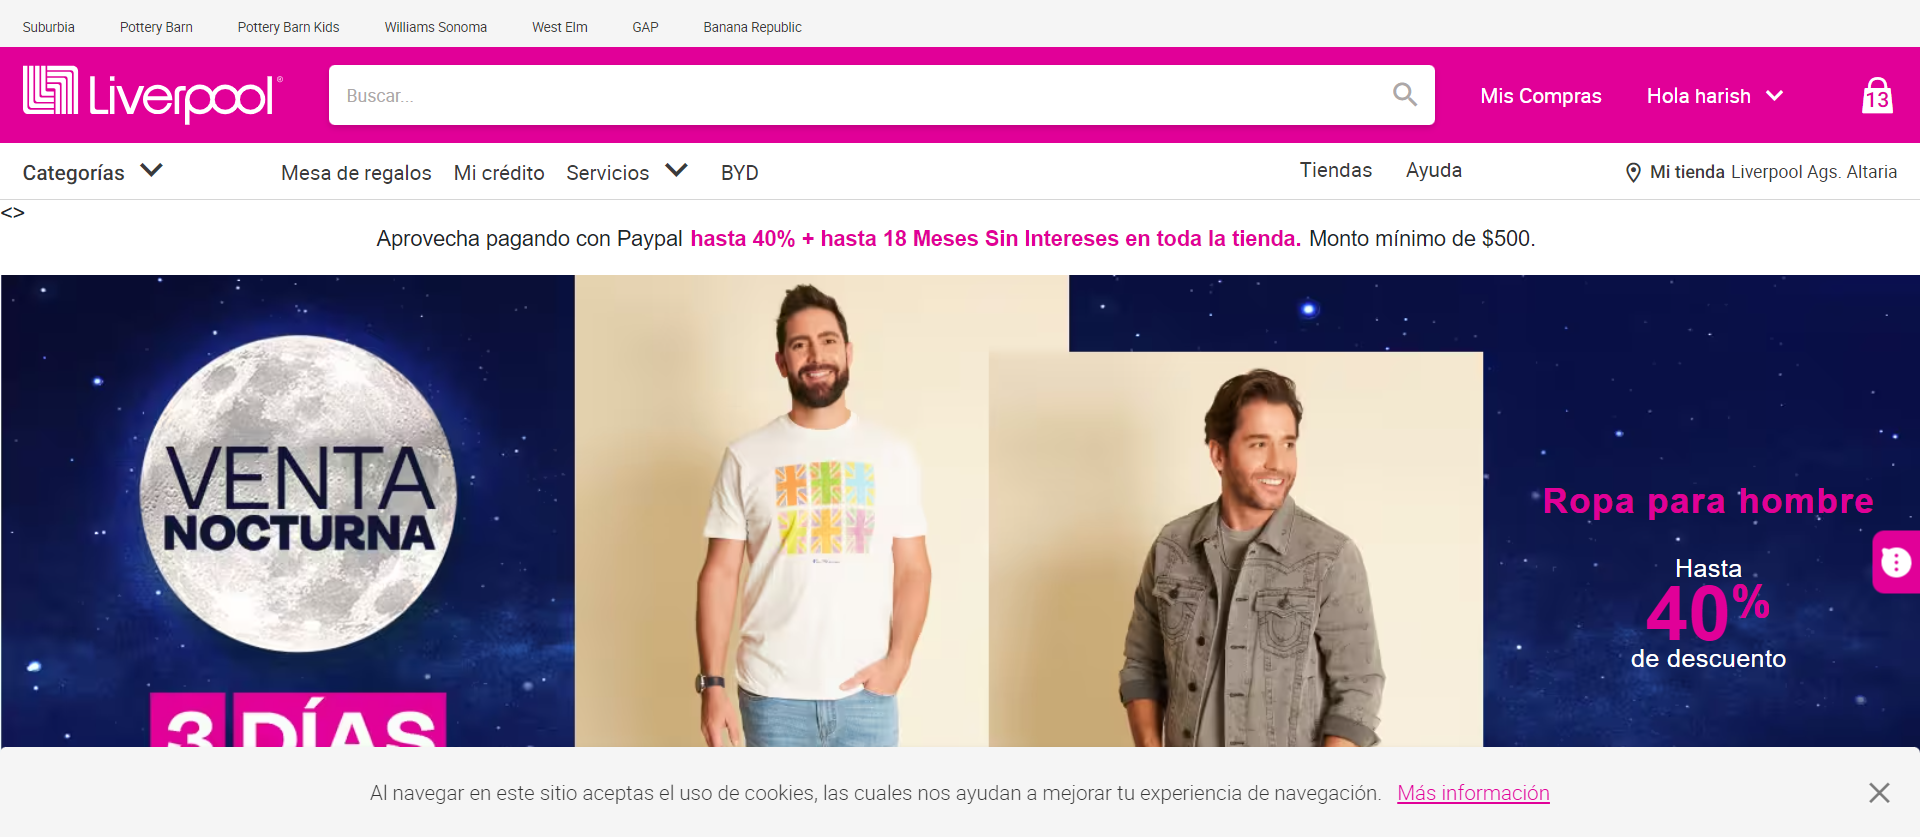 Suburbia Pottery Barn Pottery Barn Kids Williams Sonoma West Elm GAP Banana Republic
Liverpool® Buscar... Mis Compras Hola harish 13
Categorías Mesa de regalos Mi crédito Servicios BYD Tiendas Ayuda Mi tienda Liverpool Ags. Altaria
<>
Aprovecha pagando con Paypal hasta 40% + hasta 18 Meses Sin Intereses en toda la tienda. Monto mínimo de $500.
VENTA
NOCTURNA
3 DÍAS
Ropa para hombre
Hasta
40%
de descuento
Al navegar en este sitio aceptas el uso de cookies, las cuales nos ayudan a mejorar tu experiencia de navegación. Más información